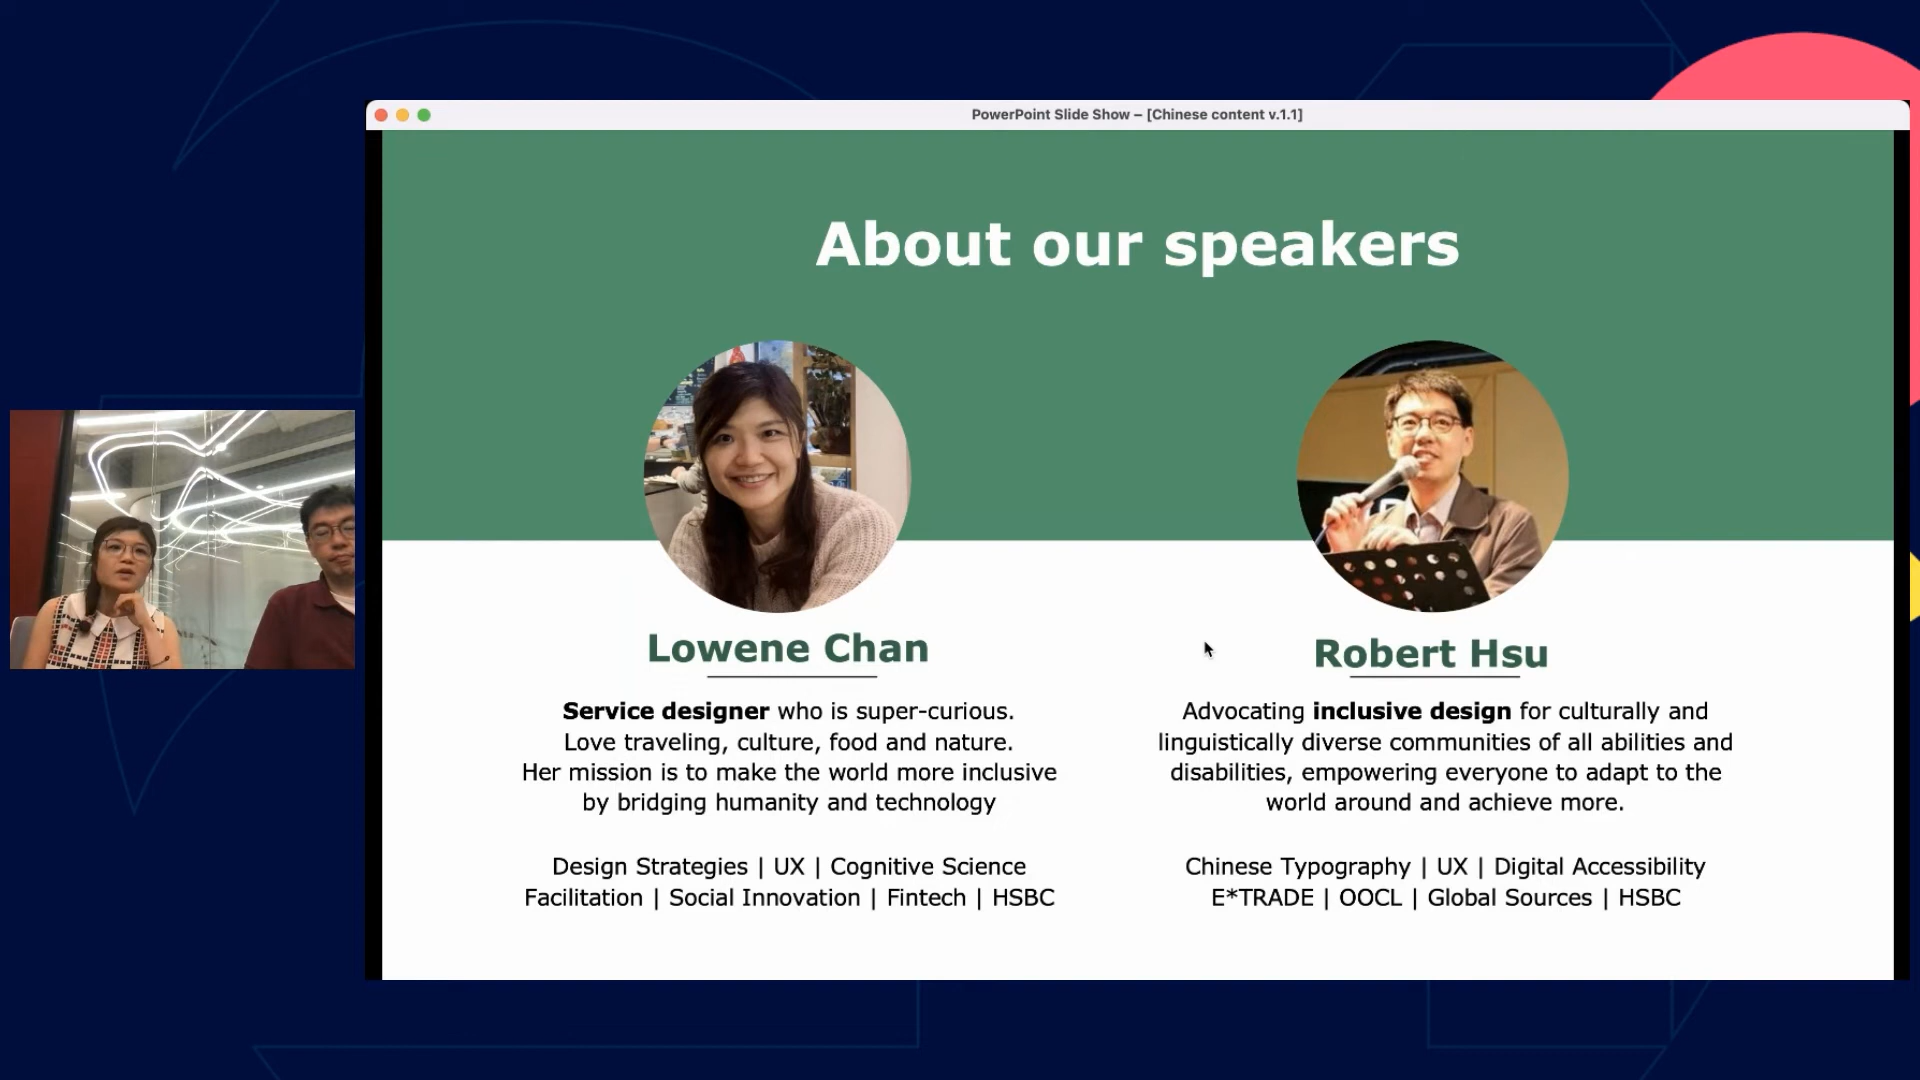 PowerPoint Slide Show – [Chinese content v.1.1]
About our speakers
Lowene Chan
Service designer who is super-curious.
Love traveling, culture, food and nature.
Her mission is to make the world more inclusive
by bridging humanity and technology
Design Strategies | UX | Cognitive Science
Facilitation | Social Innovation | Fintech | HSBC
Robert Hsu
Advocating inclusive design for culturally and
linguistically diverse communities of all abilities and
disabilities, empowering everyone to adapt to the
world around and achieve more.
Chinese Typography | UX | Digital Accessibility
E*TRADE | OOCL | Global Sources | HSBC